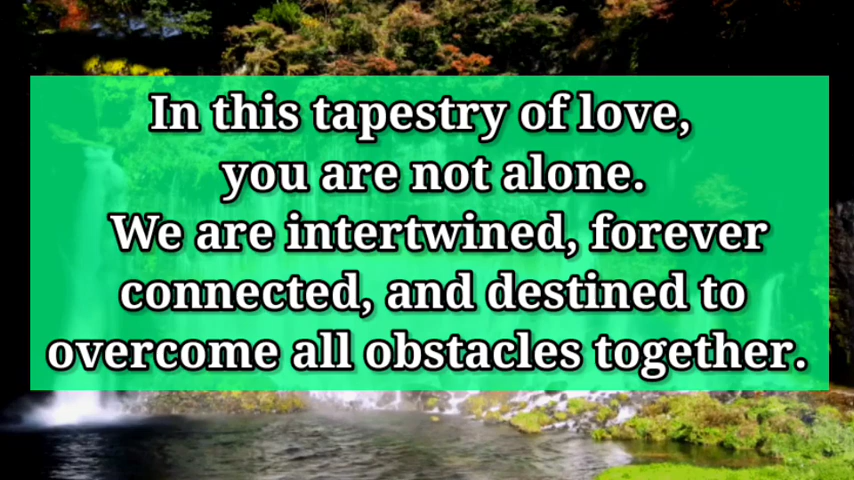 In this tapestry of love,
you are not alone.
We are intertwined, forever
connected, and destined to
overcome all obstacles together.